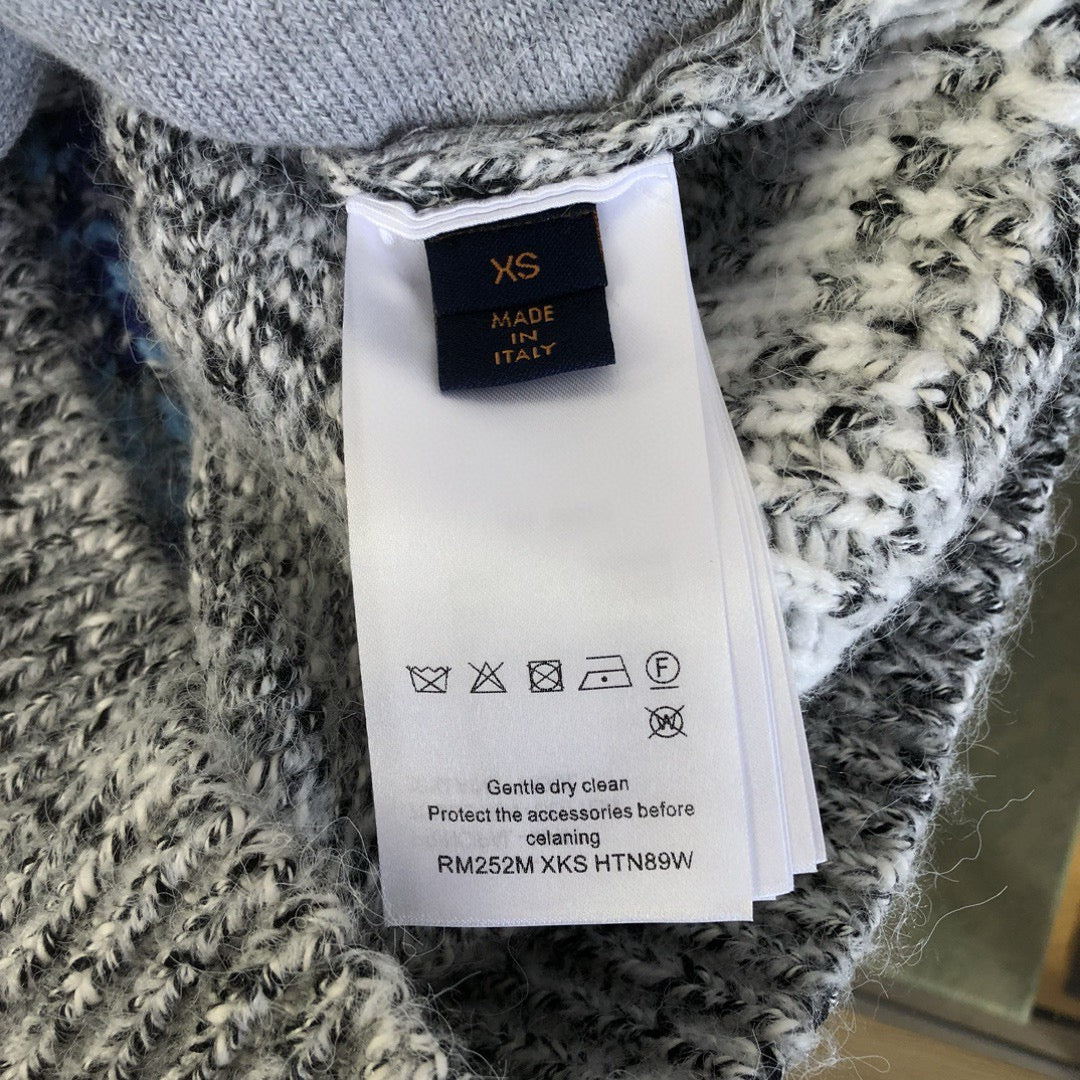 XS
MADE
IN
ITALY
F
W
Gentle dry clean
Protect the accessories before
celaning
RM252M XKS HTN89W